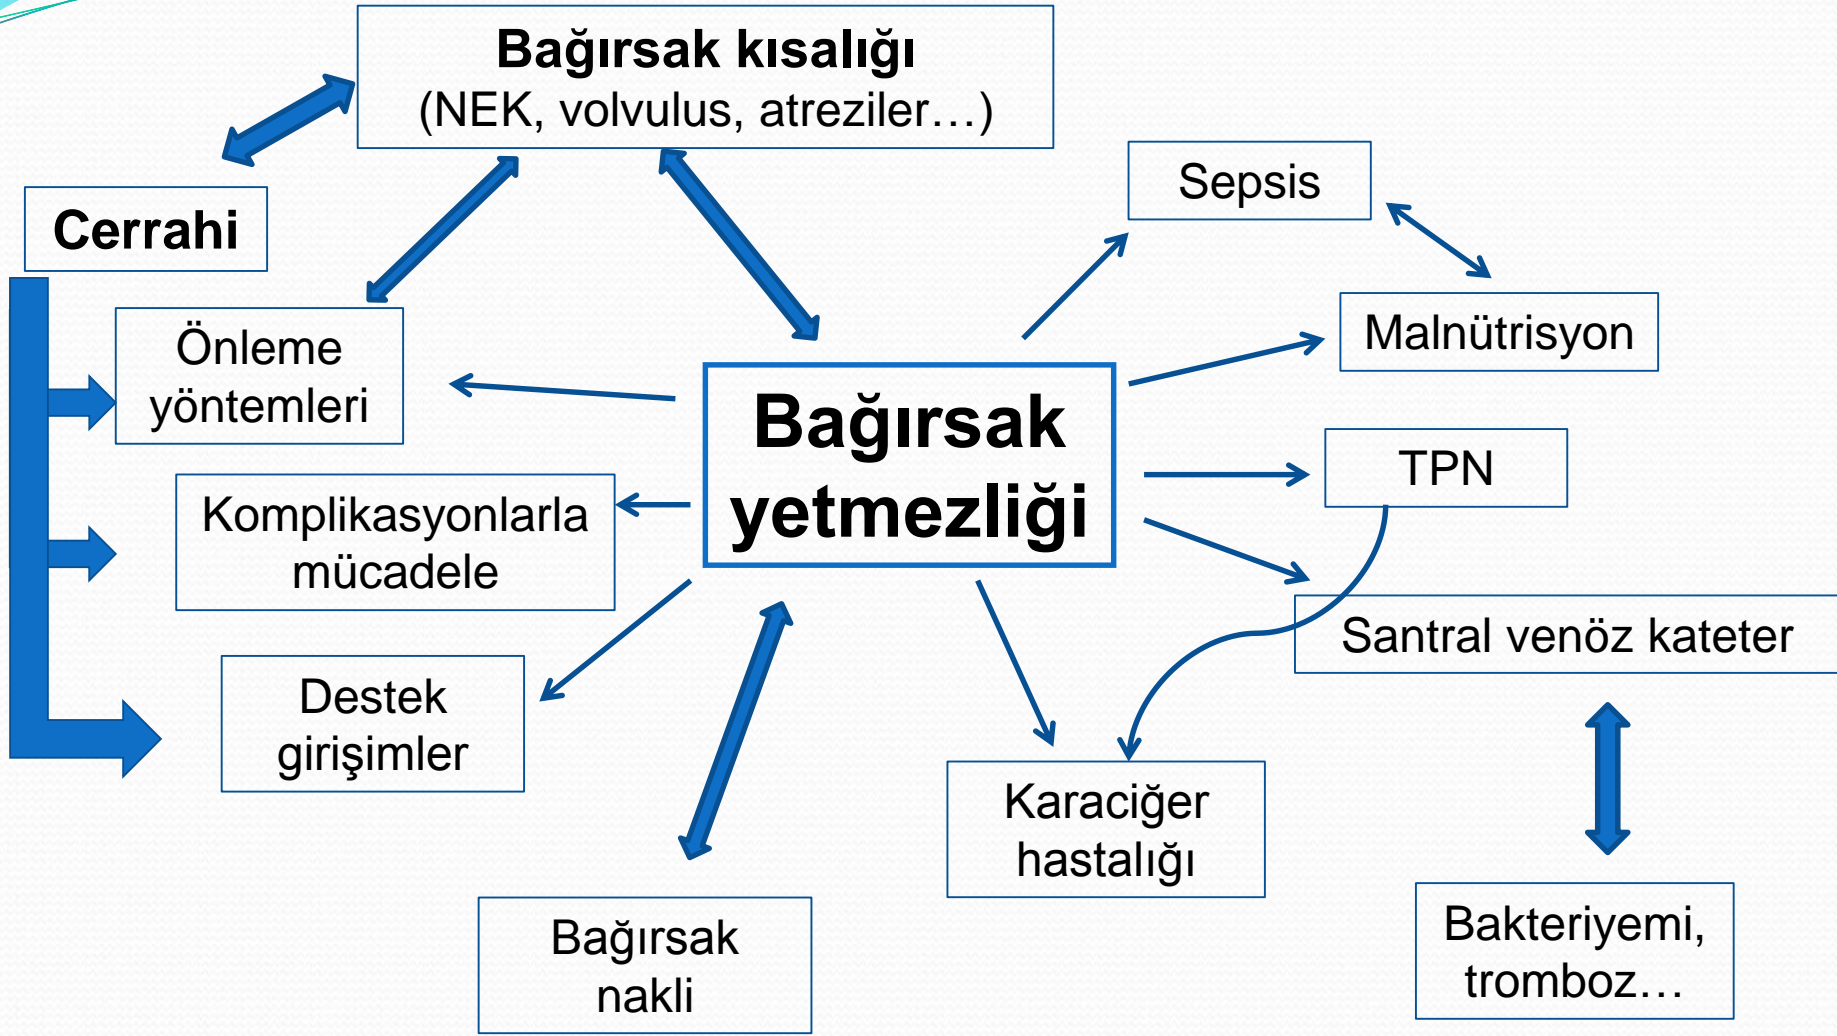 Bağırsak kısalığı
(NEK, volvulus, atreziler…)
Sepsis
Cerrahi
Malnütrisyon
Önleme
yöntemleri
Bağırsak
yetmezliği
TPN
Komplikasyonlarla
mücadele
Santral venöz kateter
Destek
girişimler
Karaciğer
hastalığı
Bağırsak
nakli
Bakteriyemi,
tromboz…